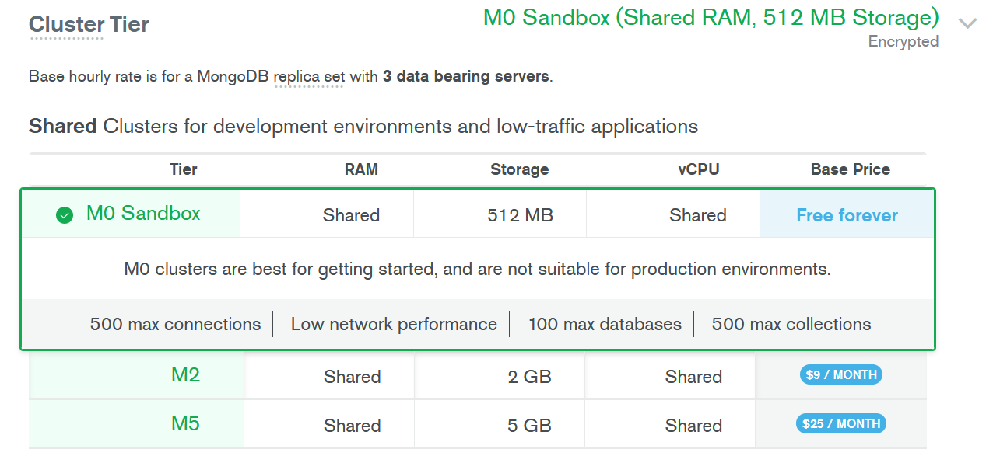 Cluster Tier
M0 Sandbox (Shared RAM, 512 MB Storage)
Encrypted
Base hourly rate is for a MongoDB replica set with 3 data bearing servers.
Shared Clusters for development environments and low-traffic applications
Tier RAM Storage vCPU Base Price
M0 Sandbox Shared 512 MB Shared Free forever
M0 clusters are best for getting started, and are not suitable for production environments.
500 max connections Low network performance 100 max databases 500 max collections
M2 Shared 2 GB Shared $9 / MONTH
M5 Shared 5 GB Shared $25 / MONTH